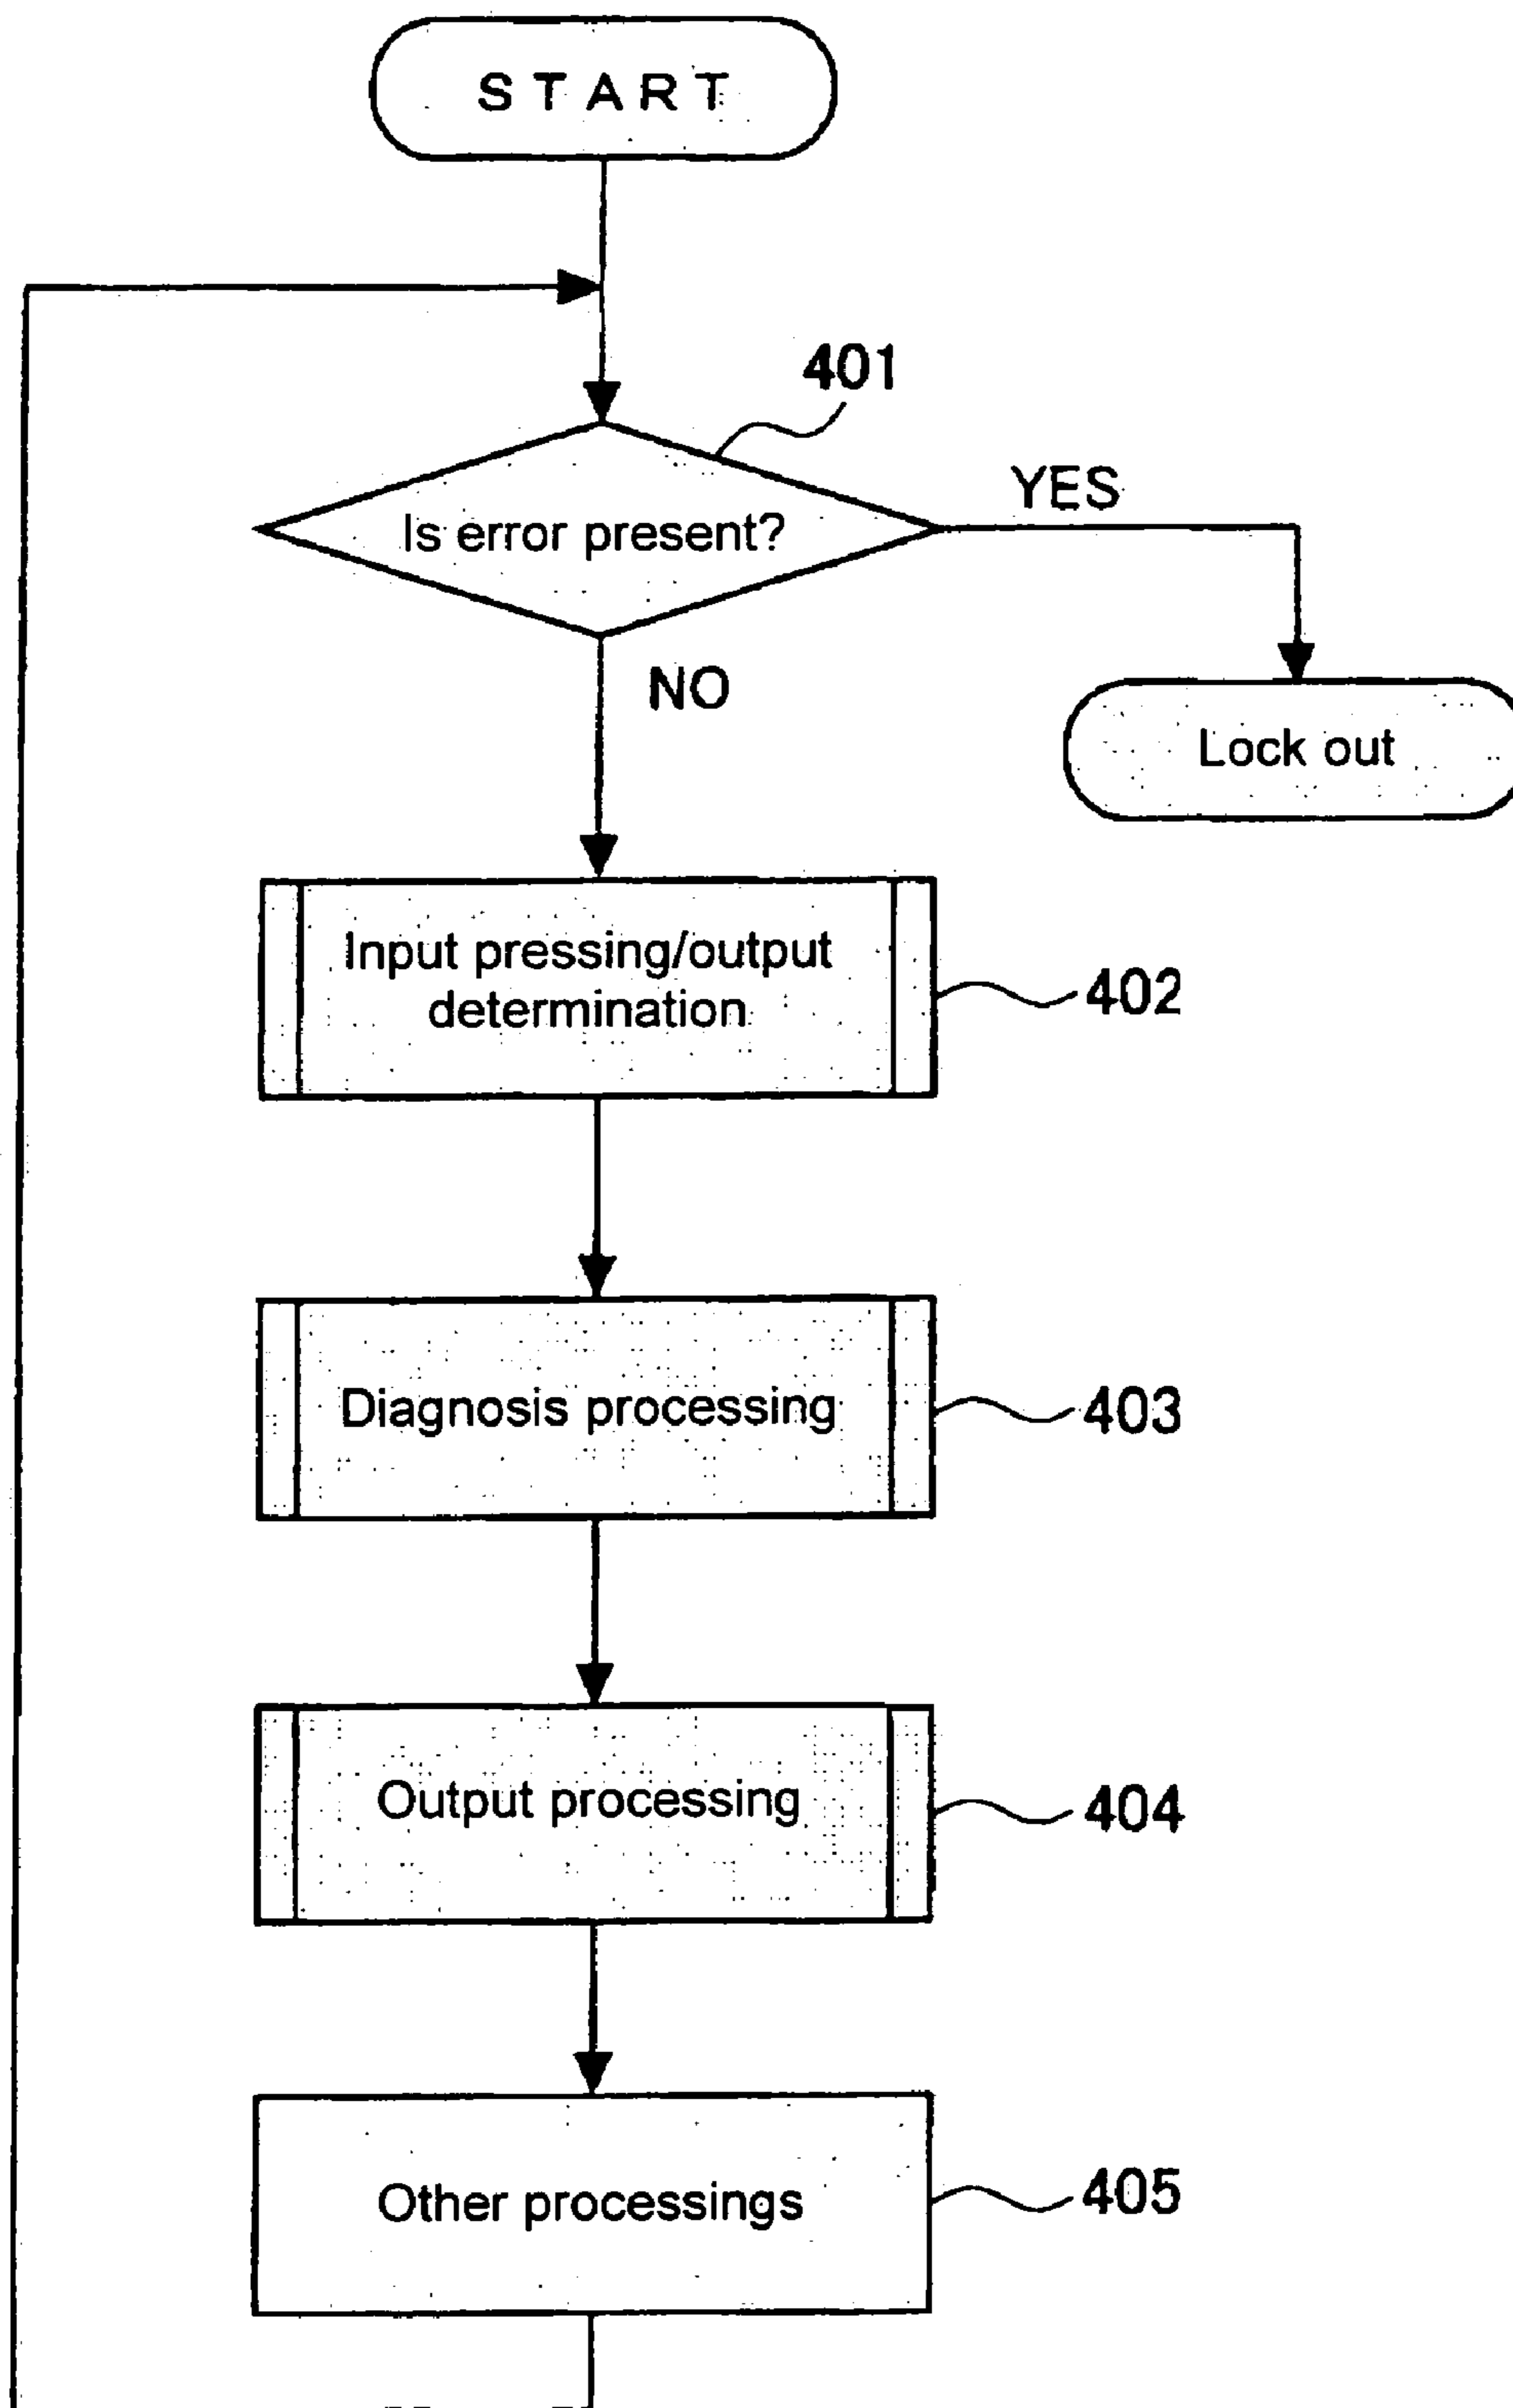 START
401
Is error present?
YES
NO
Lock out
Input pressing/output
determination
402
Diagnosis processing
403
Output processing
404
Other processings
405